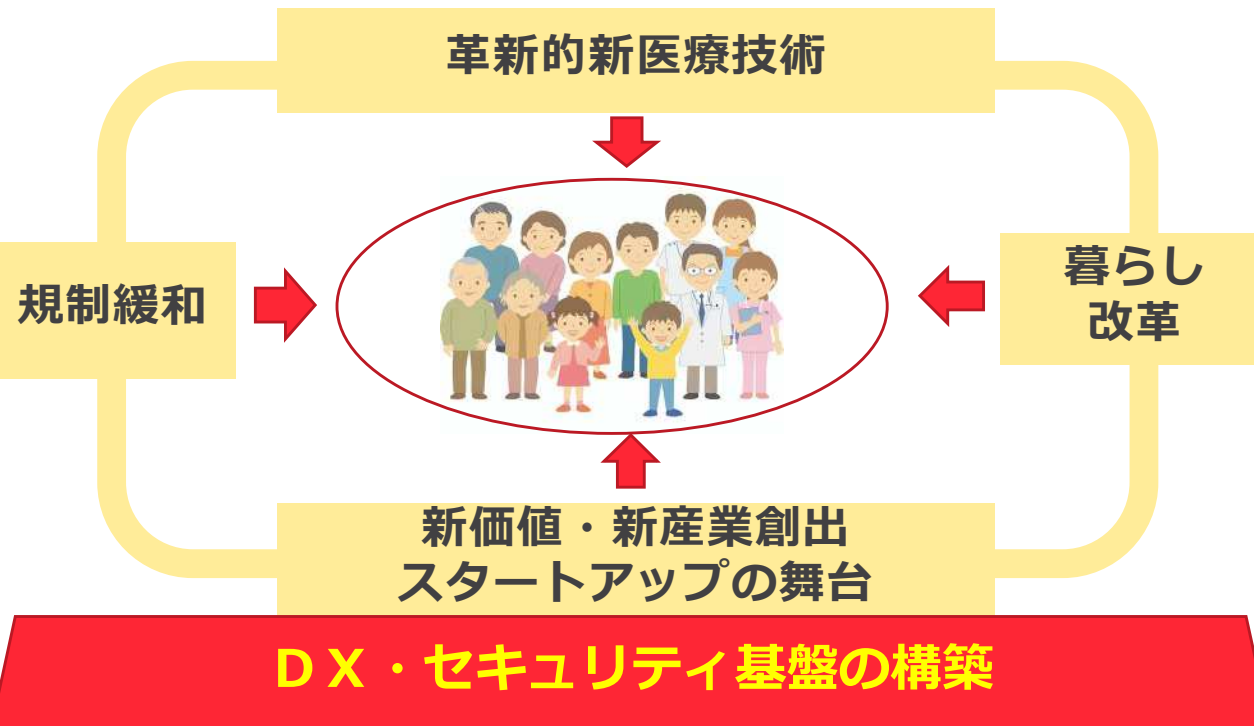 革新的新医療技術
規制緩和
暮らし
改革
新価値・新産業創出
スタートアップの舞台
ＤＸ・セキュリティ基盤の構築